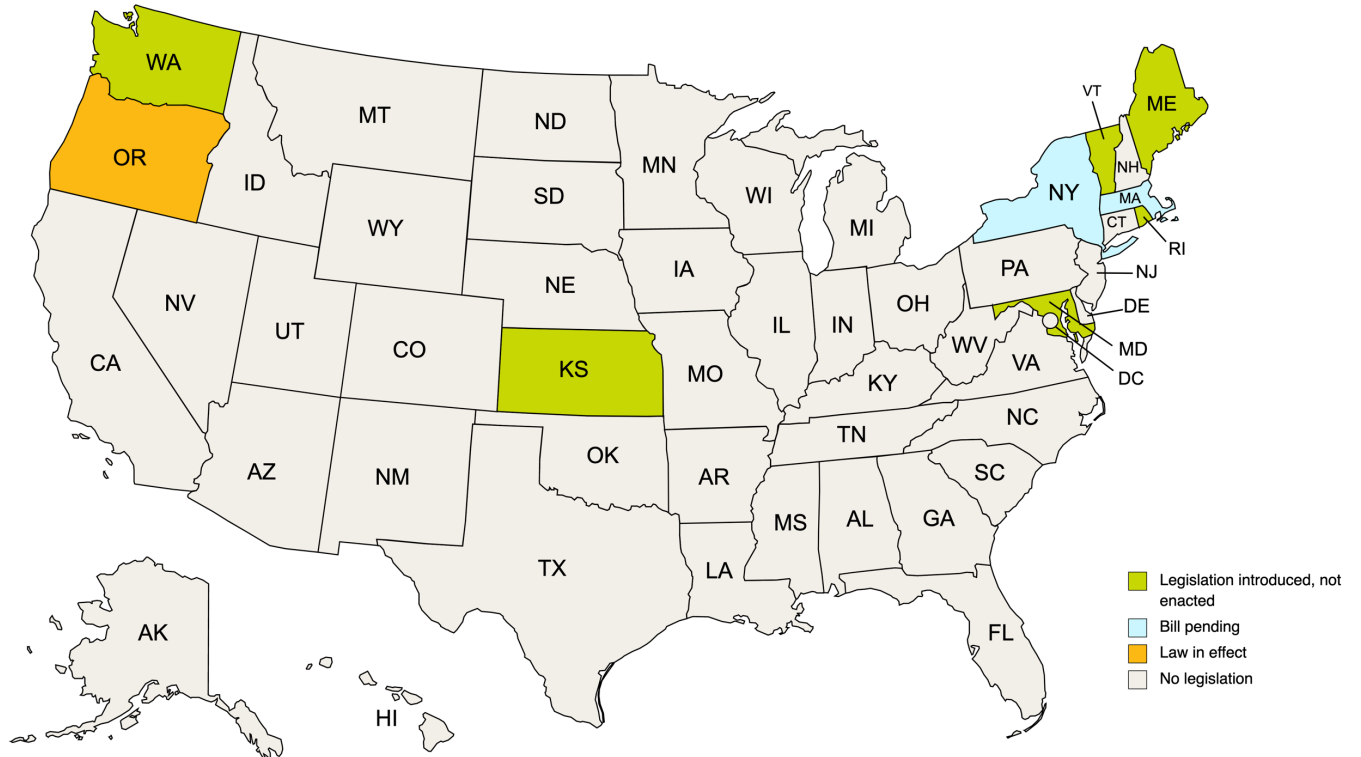 WA
MT
ND
MN
VT
ME
OR
ID
SD
WI
MI
NY
NH
MA
CT
RI
WY
IA
PA
NJ
NE
NV
UT
CO
IL
IN
OH
DE
MD
DC
WV
VA
CA
KS
MO
KY
NC
AZ
NM
OK
TN
AR
SC
MS
AL
GA
TX
LA
FL
AK
HI
Legislation introduced, not
enacted
Bill pending
Law in effect
No legislation